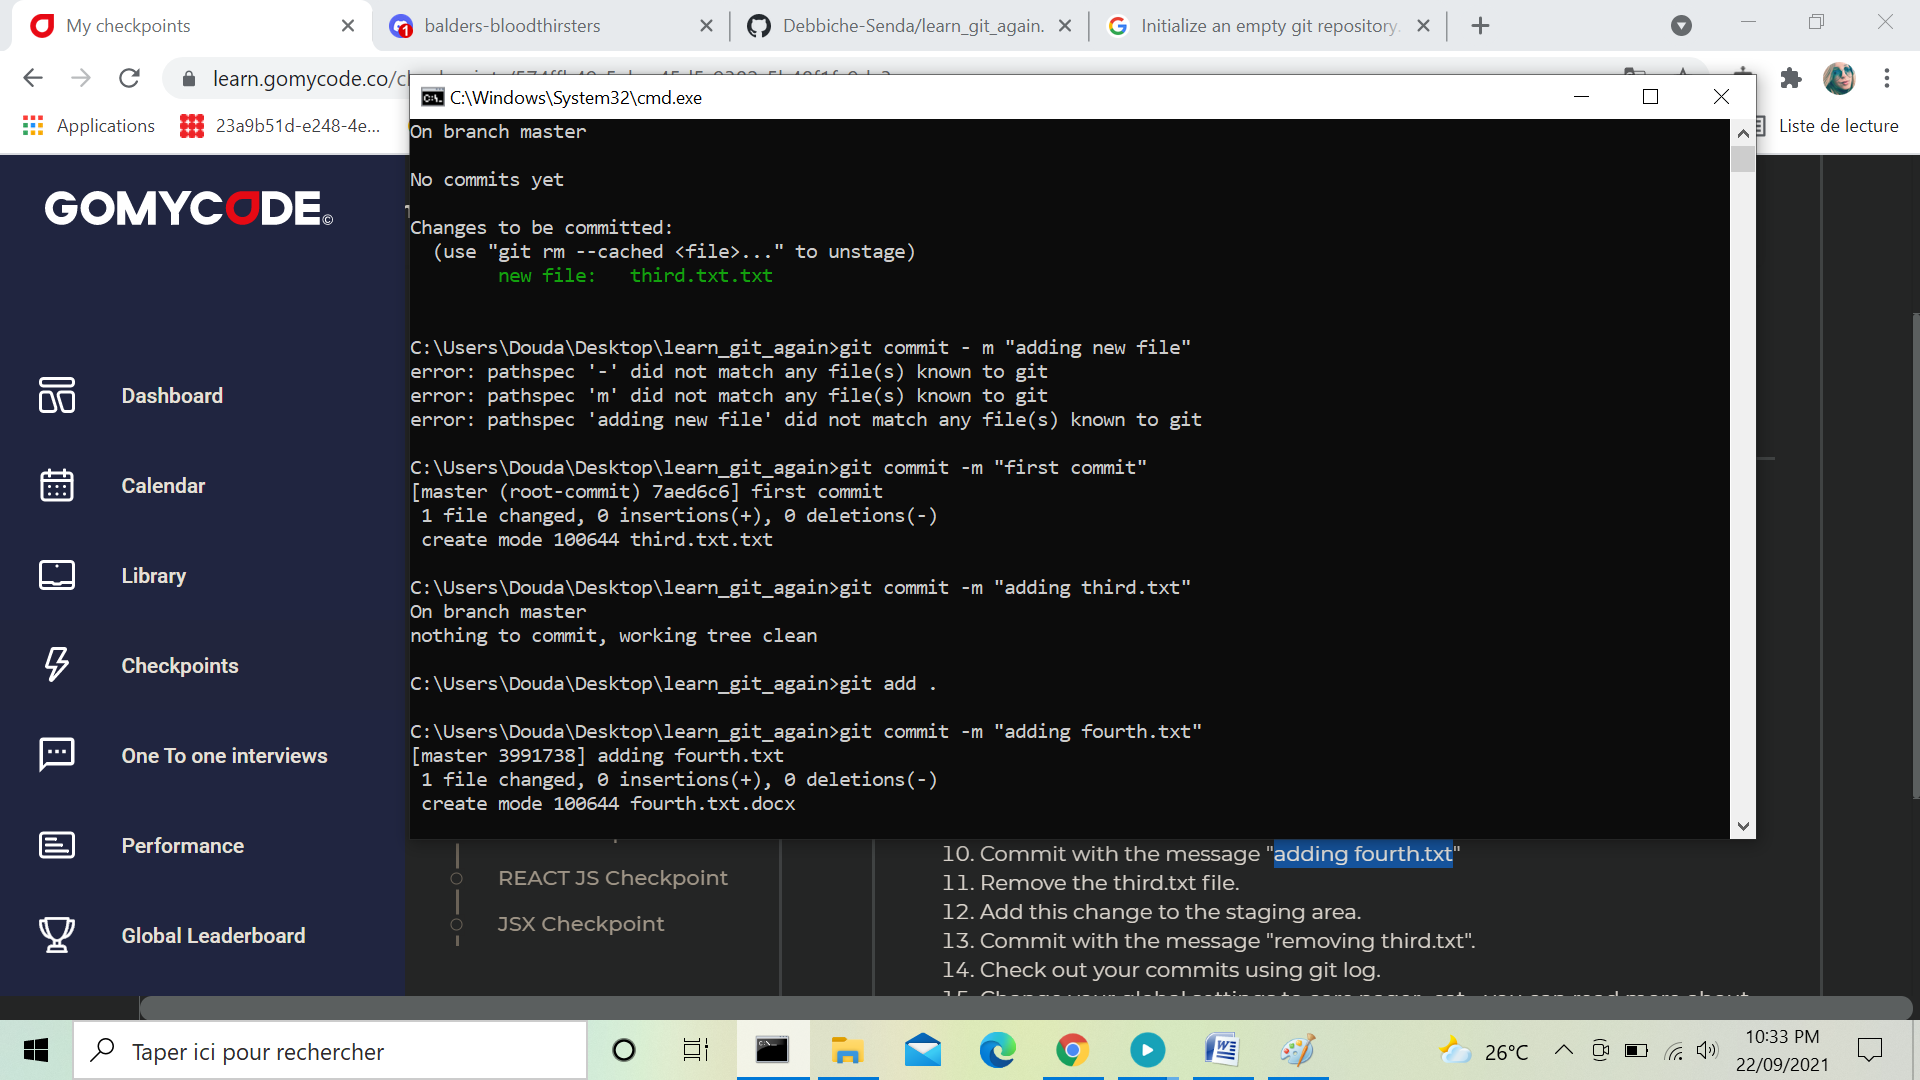 My checkpoints
balders-bloodthirsters
Debbiche-Senda/learn_git_again.
Initialize an empty git repository.
learn.gomycode.co/
Applications
23a9b51d-e248-4e...
Liste de lecture
C:\Windows\System32\cmd.exe
On branch master
No commits yet
Changes to be committed:
(use "git rm --cached <file>..." to unstage)
new file: third.txt.txt
C:\Users\Douda\Desktop\learn_git_again>git commit - m "adding new file"
error: pathspec '-' did not match any file(s) known to git
error: pathspec 'm' did not match any file(s) known to git
error: pathspec 'adding new file' did not match any file(s) known to git
C:\Users\Douda\Desktop\learn_git_again>git commit -m "first commit"
[master (root-commit) 7aed6c6] first commit
1 file changed, 0 insertions(+), 0 deletions(-)
create mode 100644 third.txt.txt
C:\Users\Douda\Desktop\learn_git_again>git commit -m "adding third.txt"
On branch master
nothing to commit, working tree clean
C:\Users\Douda\Desktop\learn_git_again>git add .
C:\Users\Douda\Desktop\learn_git_again>git commit -m "adding fourth.txt"
[master 3991738] adding fourth.txt
1 file changed, 0 insertions(+), 0 deletions(-)
create mode 100644 fourth.txt.docx
GOMYCODE©
Dashboard
Calendar
Library
Checkpoints
One To one interviews
Performance
Global Leaderboard
REACT JS Checkpoint
JSX Checkpoint
10. Commit with the message "adding fourth.txt"
11. Remove the third.txt file.
12. Add this change to the staging area.
13. Commit with the message "removing third.txt".
14. Check out your commits using git log.
Taper ici pour rechercher
26°C
10:33 PM
22/09/2021